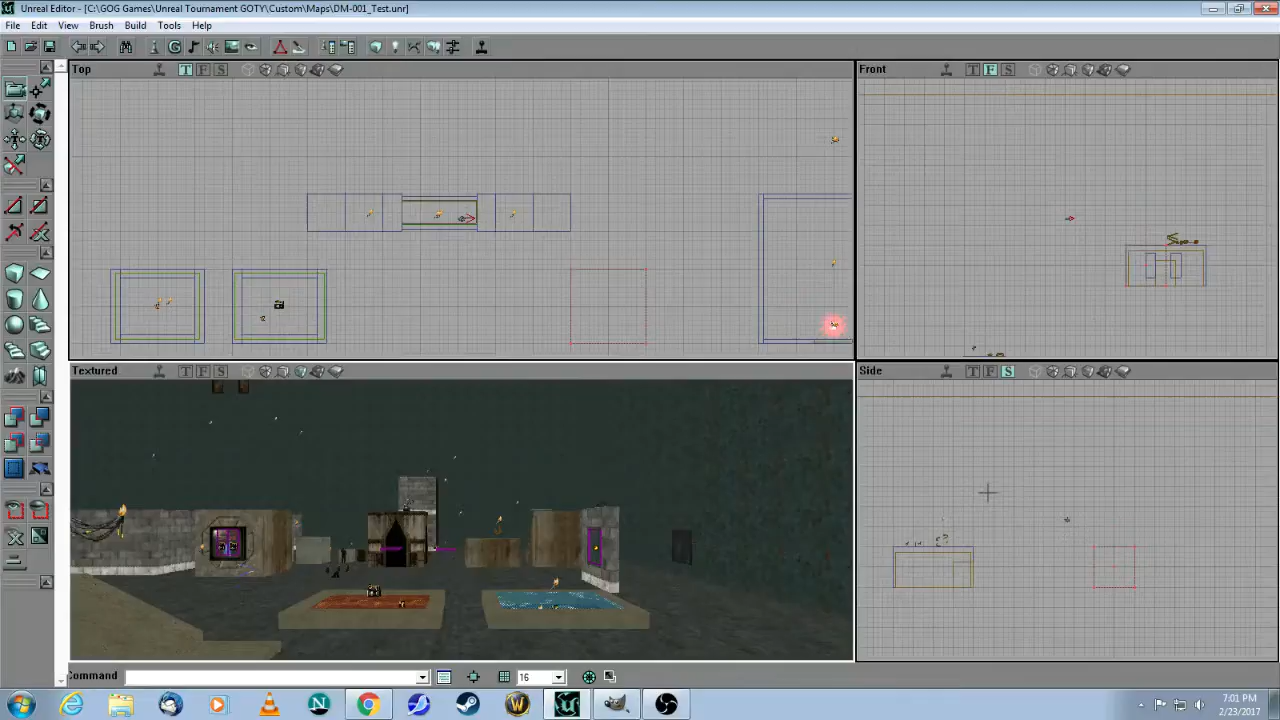 Unreal Editor - [C:\GOG Games\Unreal Tournament GOTY\Custom\Maps\DM-001_Test.unr]
File Edit View Brush Build Tools Help
Top T F S
Front T F S
Textured T F S
Side T F S
Command 16
7:01 PM
2/23/2017